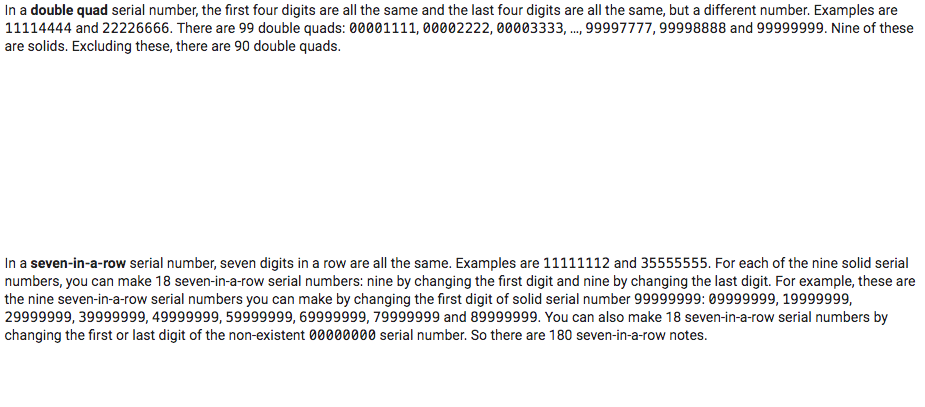 In a double quad serial number, the first four digits are all the same and the last four digits are all the same, but a different number. Examples are
11114444 and 22226666. There are 99 double quads: 00001111, 00002222, 00003333, ..., 99997777, 99998888 and 99999999. Nine of these
are solids. Excluding these, there are 90 double quads.
In a seven-in-a-row serial number, seven digits in a row are all the same. Examples are 11111112 and 35555555. For each of the nine solid serial
numbers, you can make 18 seven-in-a-row serial numbers: nine by changing the first digit and nine by changing the last digit. For example, these are
the nine seven-in-a-row serial numbers you can make by changing the first digit of solid serial number 99999999: 09999999, 19999999,
29999999, 39999999, 49999999, 59999999, 69999999, 79999999 and 89999999. You can also make 18 seven-in-a-row serial numbers by
changing the first or last digit of the non-existent 00000000 serial number. So there are 180 seven-in-a-row notes.